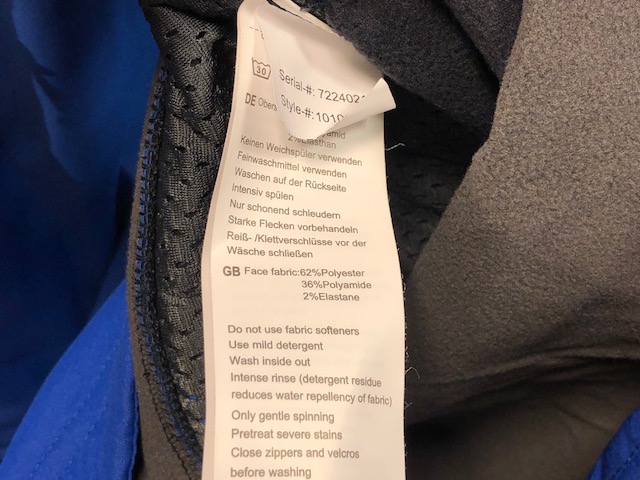 30
Serial-#: 722402
Style-#:1010
DE Obers
2%Elasthan
Keinen Weichspüler verwenden
Feinwaschmittel verwenden
Waschen auf der Rückseite
Intensiv spülen
Nur schonend schleudern
Starke Flecken vorbehandeln
Reiß- /Klettverschlüsse vor der
Wäsche schließen
GB Face fabric:62%Polyester
36%Polyamide
2%Elastane
Do not use fabric softeners
Use mild detergent
Wash inside out
Intense rinse (detergent residue
reduces water repellency of fabric)
Only gentle spinning
Pretreat severe stains
Close zippers and velcros
before washing